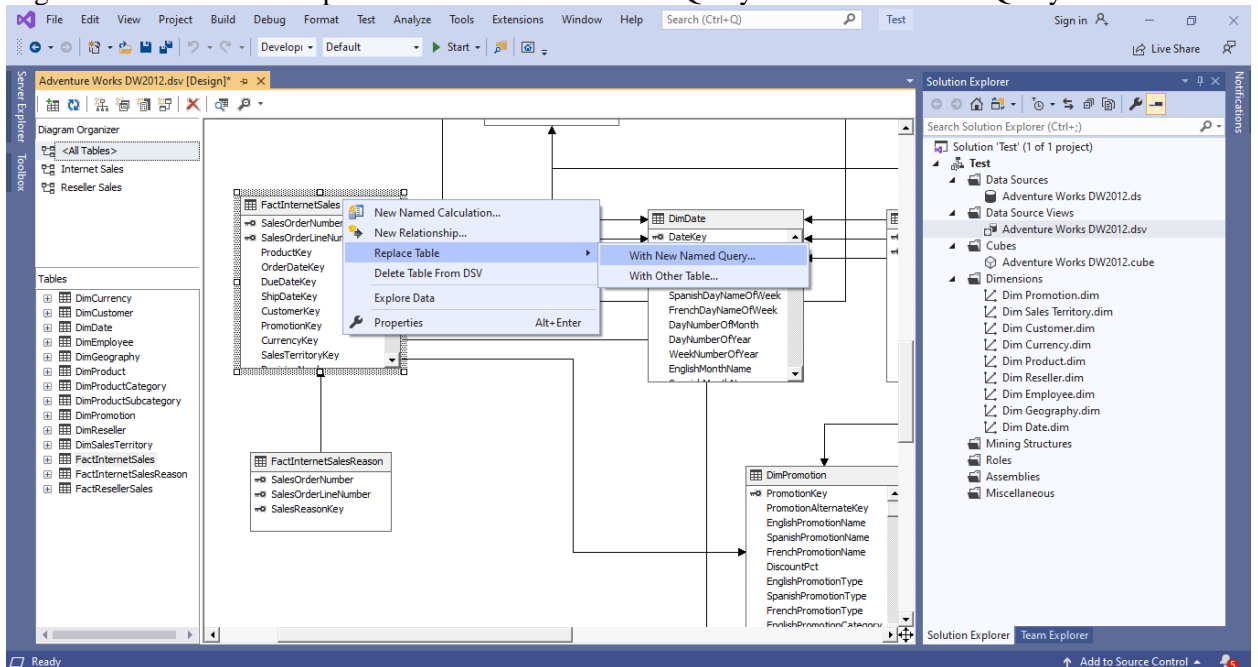 File Edit View Project Build Debug Format Test Analyze Tools Extensions Window Help Search (Ctrl+Q) Test Sign in
Developi Default Start Live Share
Server Explorer
Toolbox
Adventure Works DW2012.dsv [Design]*
Diagram Organizer
<All Tables>
Internet Sales
Reseller Sales
Tables
DimCurrency
DimCustomer
DimDate
DimEmployee
DimGeography
DimProduct
DimProductCategory
DimProductSubcategory
DimPromotion
DimReseller
DimSalesTerritory
FactInternetSales
FactInternetSalesReason
FactResellerSales
FactInternetSales
SalesOrderNumber
SalesOrderLineNur
ProductKey
OrderDateKey
DueDateKey
ShipDateKey
CustomerKey
PromotionKey
CurrencyKey
SalesTerritoryKey
New Named Calculation...
New Relationship...
Replace Table
Delete Table From DSV
Explore Data
Properties Alt+Enter
With New Named Query...
With Other Table...
DimDate
DateKey
SpanishDayNameOfWeek
FrenchDayNameOfWeek
DayNumberOfMonth
DayNumberOfYear
WeekNumberOfYear
EnglishMonthName
FactInternetSalesReason
SalesOrderNumber
SalesOrderLineNumber
SalesReasonKey
DimPromotion
PromotionKey
PromotionAlternateKey
EnglishPromotionName
SpanishPromotionName
FrenchPromotionName
DiscountPct
EnglishPromotionType
SpanishPromotionType
FrenchPromotionType
EnglishPromotionCategory
Solution Explorer
Search Solution Explorer (Ctrl+;)
Solution 'Test' (1 of 1 project)
Test
Data Sources
Adventure Works DW2012.ds
Data Source Views
Adventure Works DW2012.dsv
Cubes
Adventure Works DW2012.cube
Dimensions
Dim Promotion.dim
Dim Sales Territory.dim
Dim Customer.dim
Dim Currency.dim
Dim Product.dim
Dim Reseller.dim
Dim Employee.dim
Dim Geography.dim
Dim Date.dim
Mining Structures
Roles
Assemblies
Miscellaneous
Solution Explorer Team Explorer
Notifications
Ready Add to Source Control 5